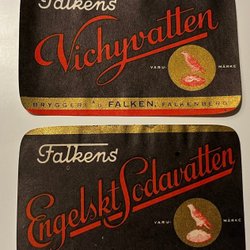 Falkens
Vichyvatten
VARU- MÄRKE
BRYGGERI A/B FALKEN, FALKENBERG
Falkens
Engelskt Sodavatten
VARU- MÄRKE